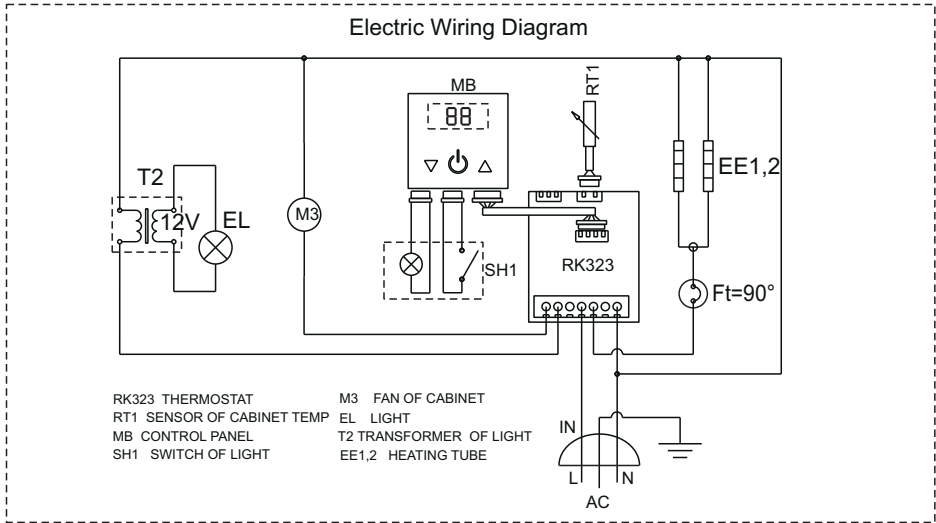 Electric Wiring Diagram
MB
RT1
88
EE1,2
T2
12V
EL
M3
SH1
RK323
Ft=90°
RK323 THERMOSTAT
RT1 SENSOR OF CABINET TEMP
MB CONTROL PANEL
SH1 SWITCH OF LIGHT
M3 FAN OF CABINET
EL LIGHT
T2 TRANSFORMER OF LIGHT
EE1,2 HEATING TUBE
IN
L
N
AC